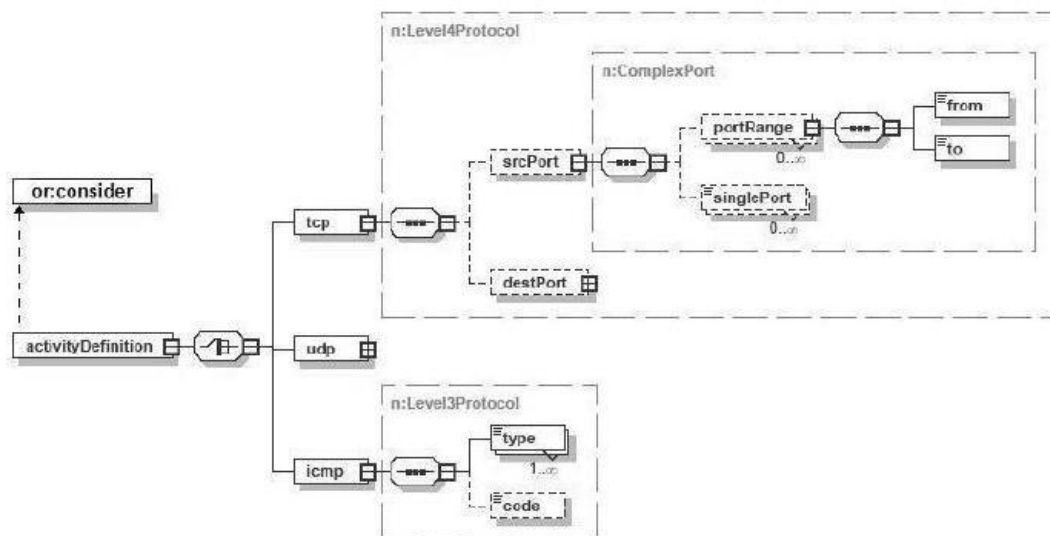 n:Level4Protocol
n:ComplexPort
from
portRange
0..∞
to
srcPort
or:consider
singlePort
0..∞
tcp
destPort
activityDefinition
udp
n:Level3Protocol
type
1..∞
icmp
code